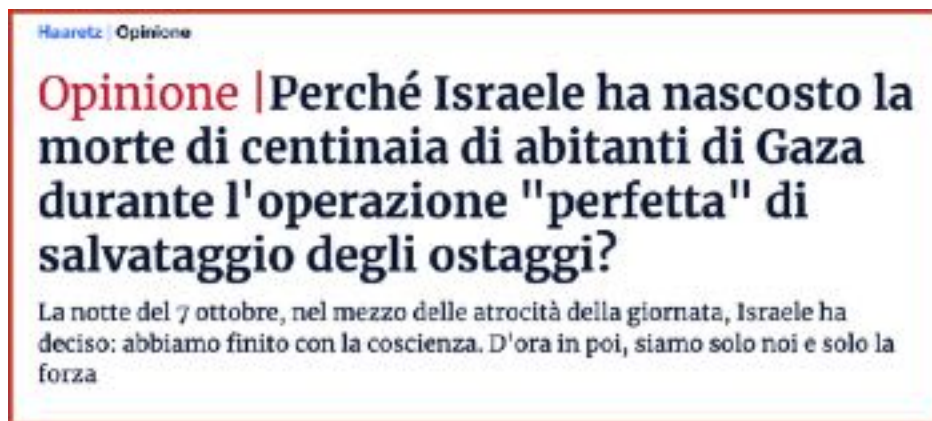 Haaretz | Opinione
Opinione | Perché Israele ha nascosto la
morte di centinaia di abitanti di Gaza
durante l'operazione "perfetta" di
salvataggio degli ostaggi?
La notte del 7 ottobre, nel mezzo delle atrocità della giornata, Israele ha
deciso: abbiamo finito con la coscienza. D'ora in poi, siamo solo noi e solo la
forza